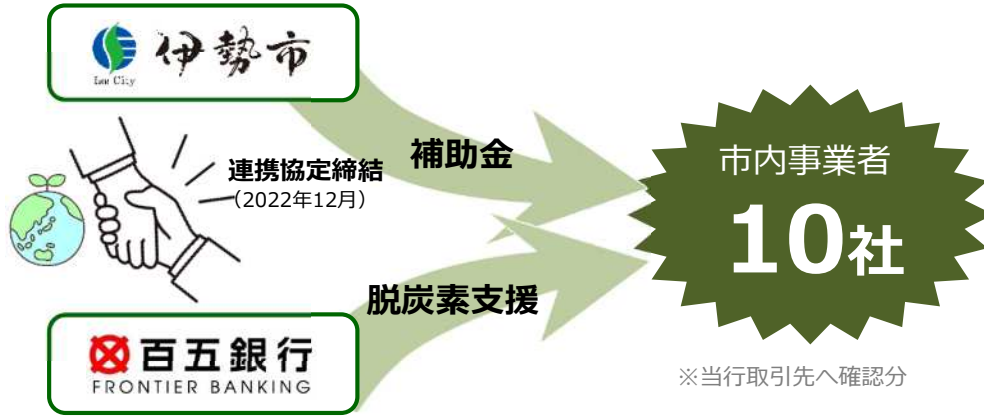 伊勢市
Ise City
連携協定締結
（2022年12月）
補助金
脱炭素支援
百五銀行
FRONTIER BANKING
市内事業者
10社
※当行取引先へ確認分